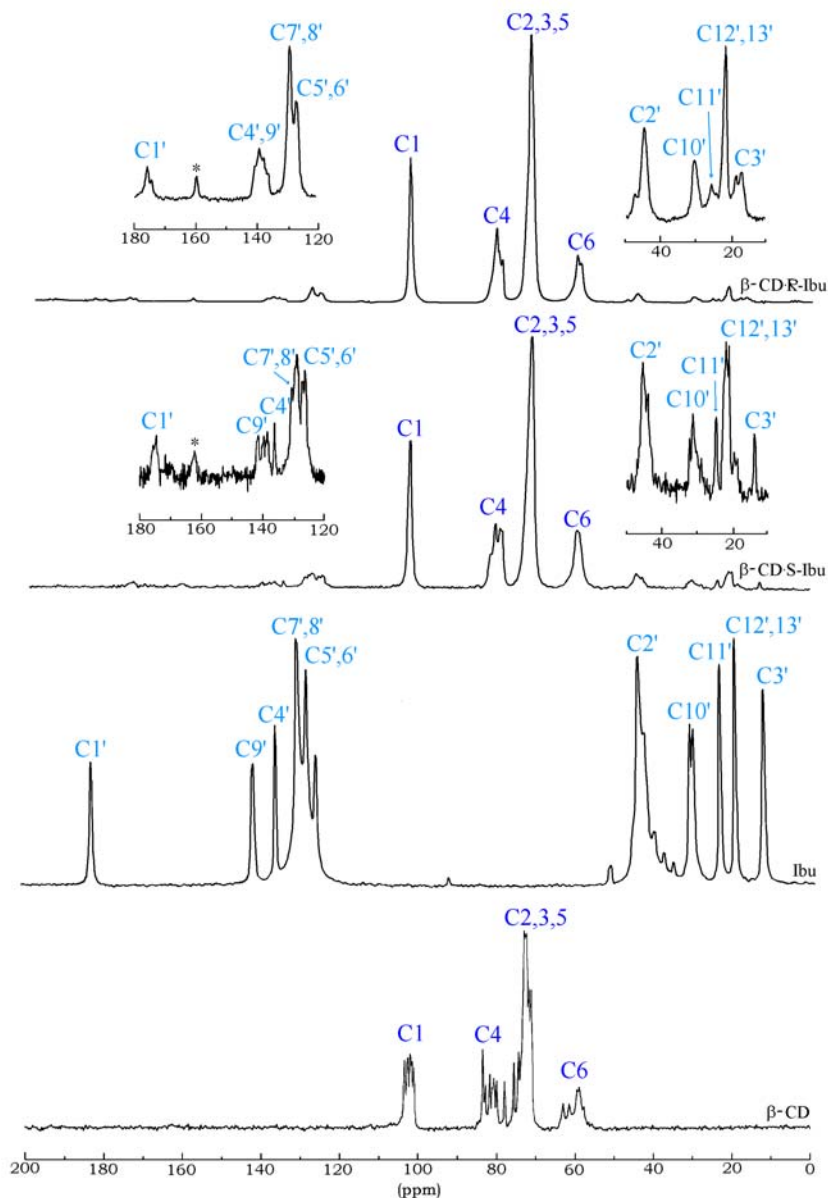 C7',8'
C5',6'
C4',9'
C1'
*
180 160 140 120
C1
C4
C2,3,5
C6
C12',13'
C11'
C2'
C10'
C3'
40 20
β-CD·R-Ibu
C7',8'
C5',6'
C4'
C9'
C1'
*
180 160 140 120
C1
C4
C2,3,5
C6
C12',13'
C11'
C2'
C10'
C3'
40 20
β-CD·S-Ibu
C7',8'
C5',6'
C4'
C9'
C1'
C2'
C10'
C11'
C12',13'
C3'
Ibu
C2,3,5
C1
C4
C6
β-CD
200 180 160 140 120 100 80 60 40 20 0
(ppm)